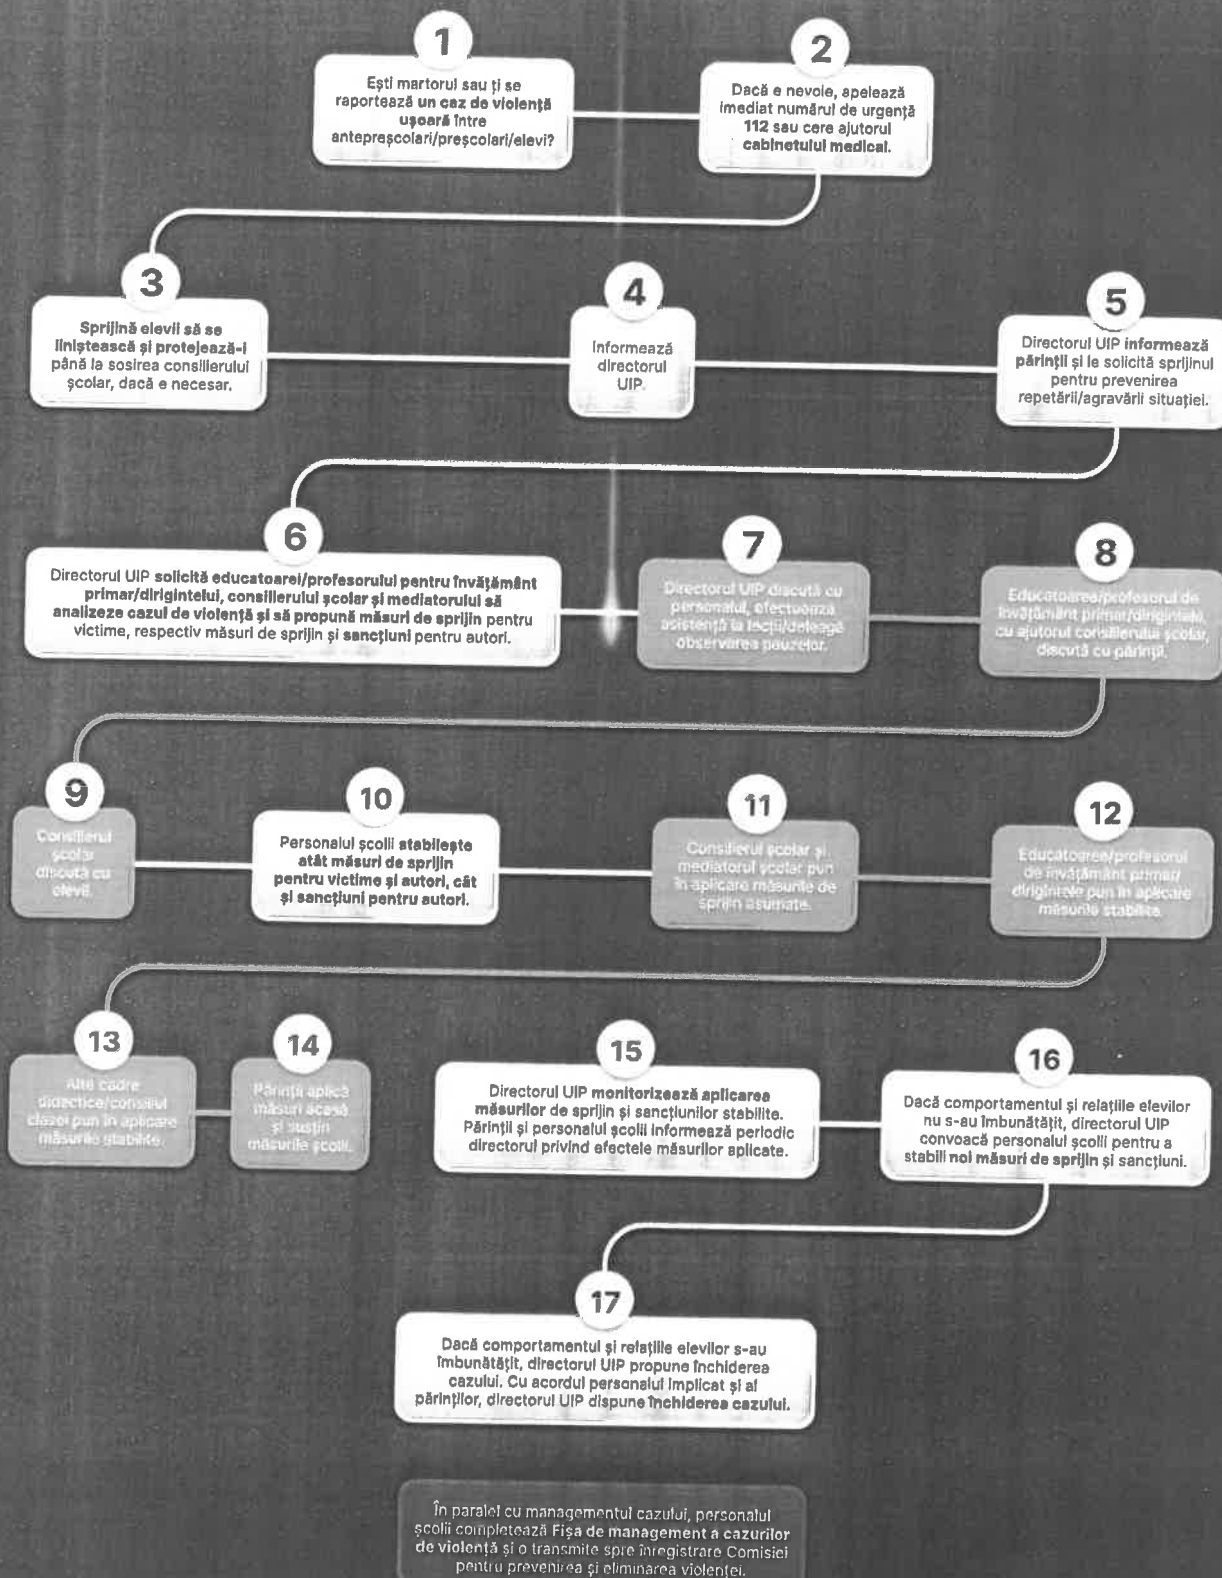 1
Ești martorul sau ți se
raportează un caz de violență
ușoară între
antepreșcolari/preșcolari/elevi?
2
Dacă e nevoie, apelează
imediat numărul de urgență
112 sau cere ajutorul
cabinetului medical.
3
Sprijină elevii să se
liniștească și protejează-i
până la sosirea consilierului
școlar, dacă e necesar.
4
Informează
directorul
UIP.
5
Directorul UIP informează
părinții și le solicită sprijinul
pentru prevenirea
repetării/agravării situației.
6
Directorul UIP solicită educatoarei/profesorului pentru învățământ
primar/dirigintelui, consilierului școlar și mediatorului să
analizeze cazul de violență și să propună măsuri de sprijin pentru
victime, respectiv măsuri de sprijin și sancțiuni pentru autori.
7
Directorul UIP discută cu
personalul, efectuează
asistență la lecții/deleagă
observarea pauzelor.
8
Educatoarea/profesorul de
învățământ primar/dirigintele,
cu ajutorul consilierului școlar,
discută cu părinții.
9
Consilierul
școlar
discută cu
elevii.
10
Personalul școlii stabilește
atât măsuri de sprijin
pentru victime și autori, cât
și sancțiuni pentru autori.
11
Consilierul școlar și
mediatorul școlar pun
în aplicare măsurile de
sprijin asumate.
12
Educatoarea/profesorul
de învățământ primar/
dirigintele pun în aplicare
măsurile stabilite.
13
Alte cadre
didactice/consiliul
clasei pun în aplicare
măsurile stabilite.
14
Părinții aplică
măsuri acasă
și susțin
măsurile școlii.
15
Directorul UIP monitorizează aplicarea
măsurilor de sprijin și sancțiunilor stabilite.
Părinții și personalul școlii informează periodic
directorul privind efectele măsurilor aplicate.
16
Dacă comportamentul și relațiile elevilor
nu s-au îmbunătățit, directorul UIP
convoacă personalul școlii pentru a
stabili noi măsuri de sprijin și sancțiuni.
17
Dacă comportamentul și relațiile elevilor s-au
îmbunătățit, directorul UIP propune închiderea
cazului. Cu acordul personalul implicat și al
părinților, directorul UIP dispune închiderea cazului.
În paralel cu managementul cazului, personalul
școlii completează Fișa de management a cazurilor
de violență și o transmite spre înregistrare Comisiei
pentru prevenirea și eliminarea violenței.